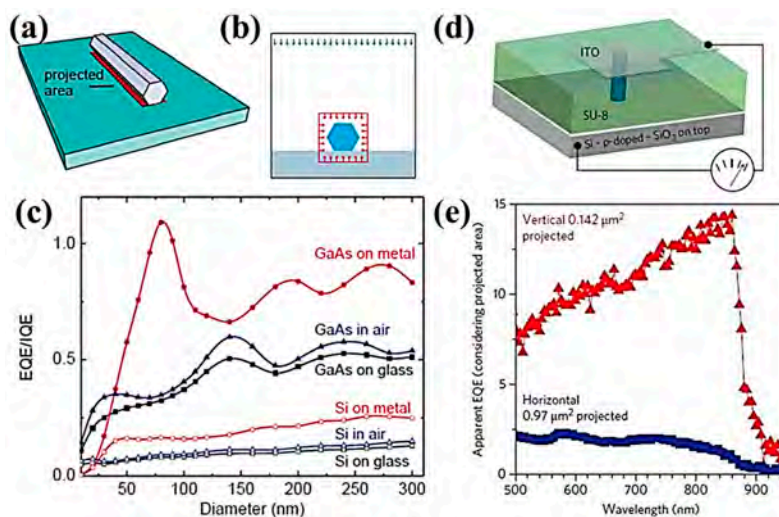 (a)
projected
area
(b)
(d)
ITO
SU-8
Si - p-doped - SiO₂ on top
(c)
EQE/IQE
1.0
0.5
0.0
GaAs on metal
GaAs in air
GaAs on glass
Si on metal
Si in air
Si on glass
50 100 150 200 250 300
Diameter (nm)
(e)
Apparent EQE (considering projected area)
15
10
5
0
Vertical 0.142 μm²
projected
Horizontal
0.97 μm² projected
500 600 700 800 900
Wavelength (nm)